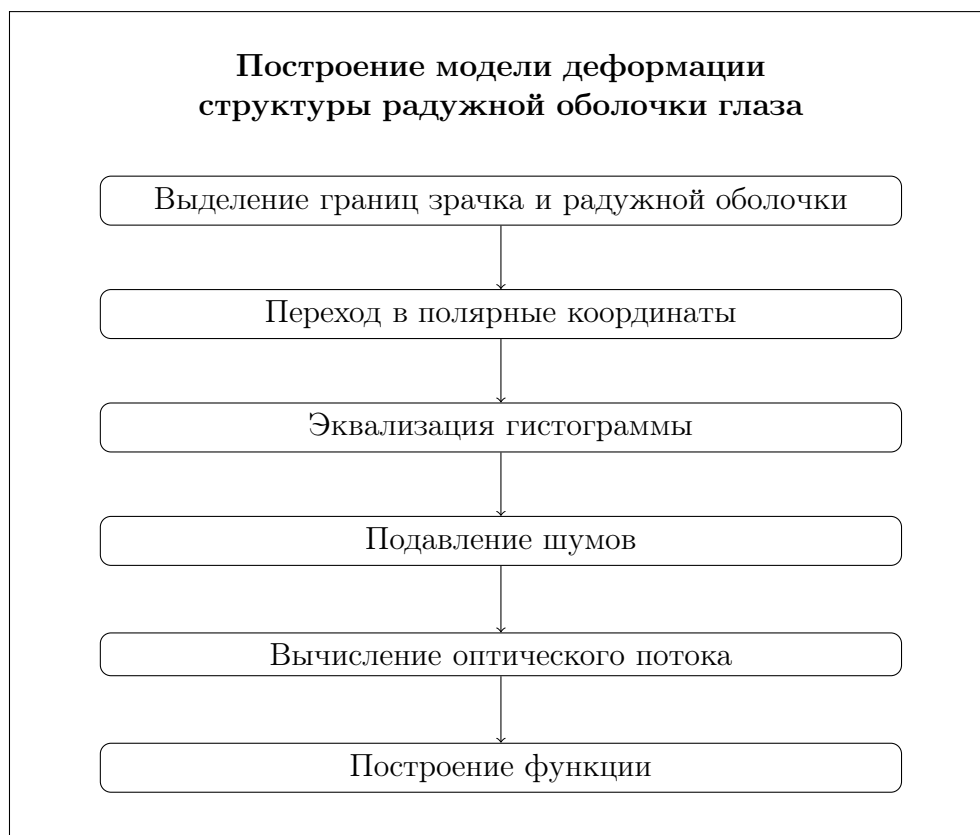 Построение модели деформации
структуры радужной оболочки глаза
Выделение границ зрачка и радужной оболочки
Переход в полярные координаты
Эквализация гистограммы
Подавление шумов
Вычисление оптического потока
Построение функции